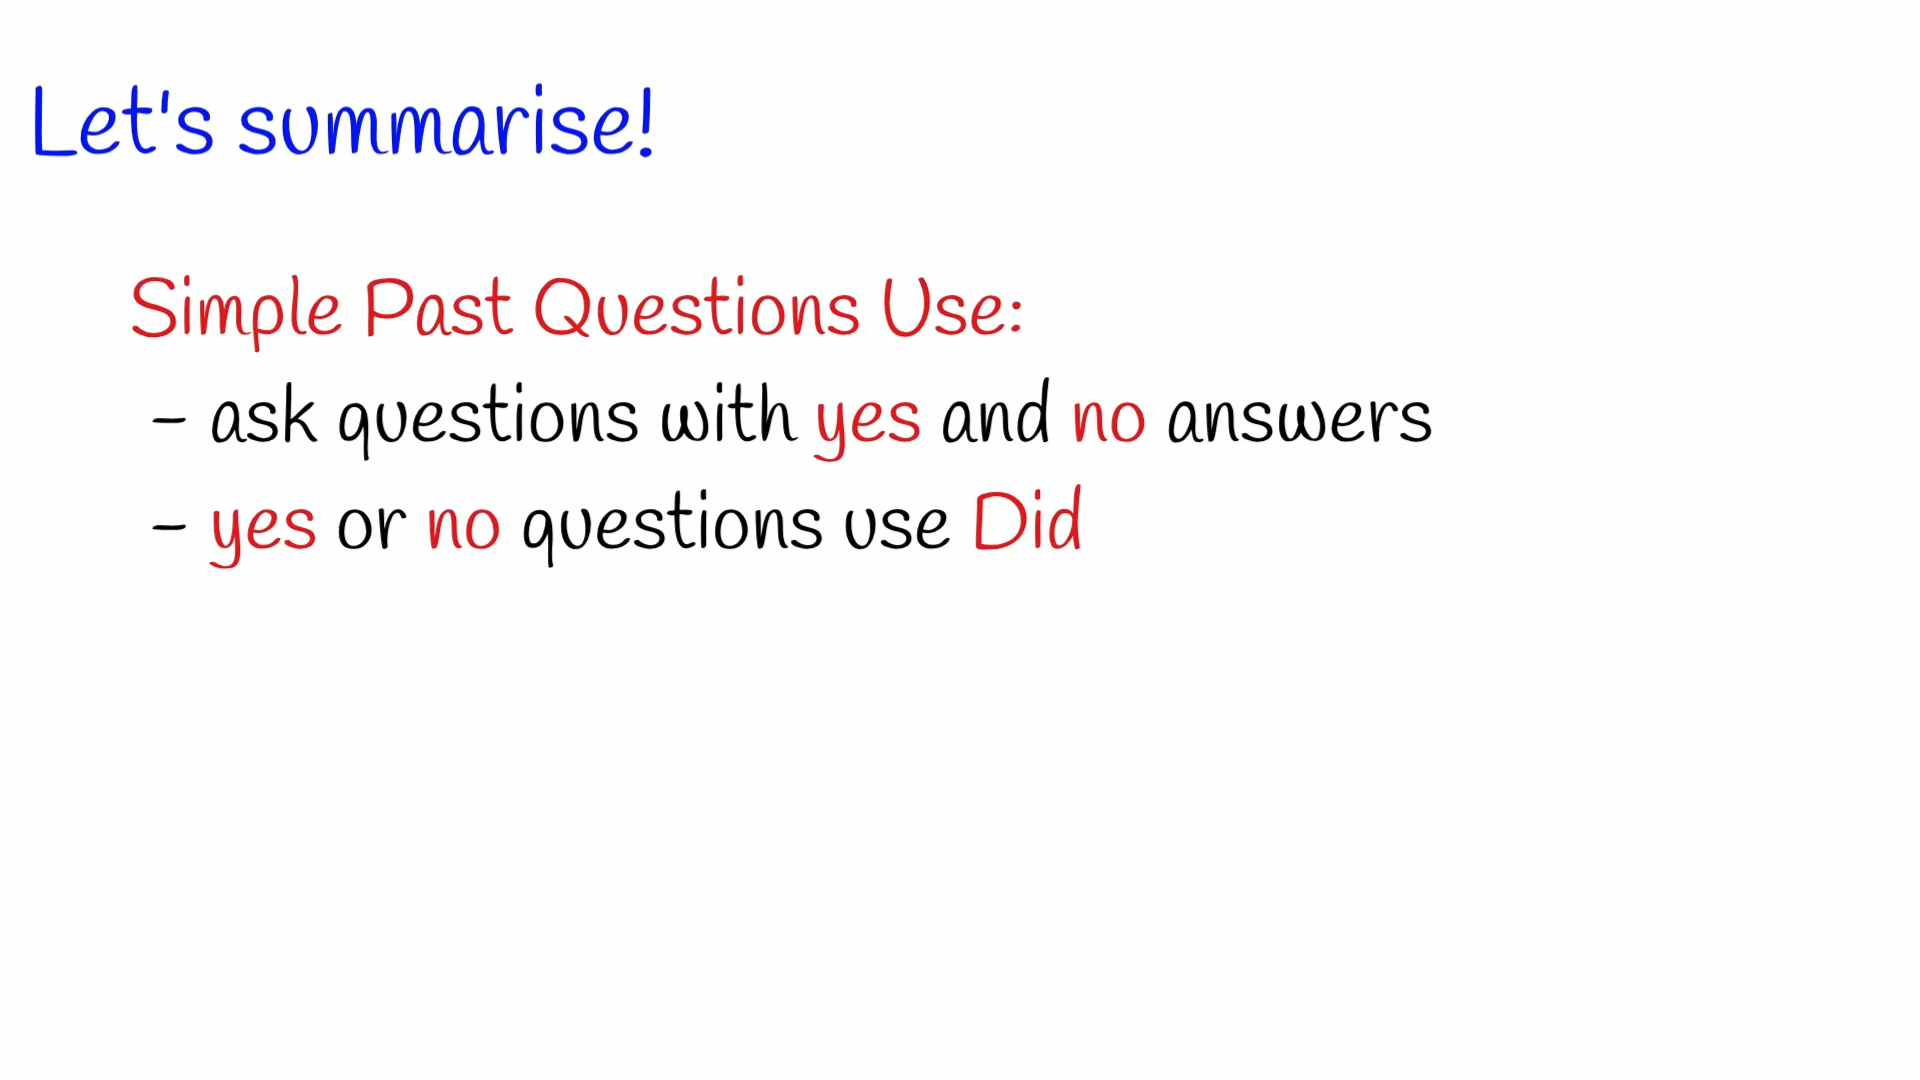 Let's summarise!
Simple Past Questions Use:
- ask questions with yes and no answers
- yes or no questions use Did